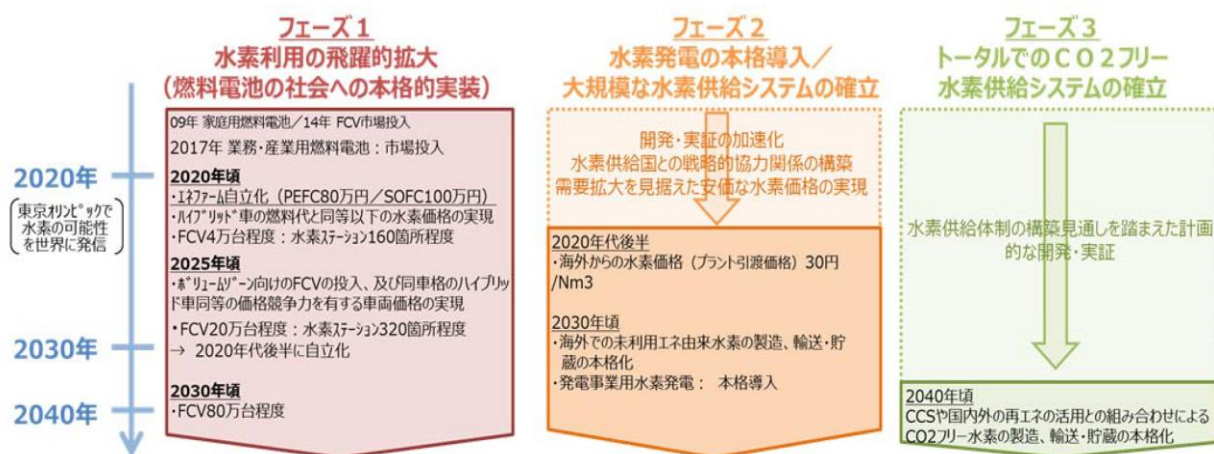 フェーズ1
水素利用の飛躍的拡大
(燃料電池の社会への本格的実装)
09年 家庭用燃料電池/14年 FCV市場投入
2017年 業務・産業用燃料電池:市場投入
2020年頃
・エネファーム自立化(PEFC80万円/SOFC100万円)
・ハイブリッド車の燃料代と同等以下の水素価格の実現
・FCV4万台程度:水素ステーション160箇所程度
2025年頃
・ボリュームゾーン向けのFCVの投入、及び同車格のハイブリッ
ド車同等の価格競争力を有する車両価格の実現
・FCV20万台程度:水素ステーション320箇所程度
→ 2020年代後半に自立化
2030年頃
・FCV80万台程度
2020年
東京オリンピックで
水素の可能性
を世界に発信
2030年
2040年
フェーズ2
水素発電の本格導入/
大規模な水素供給システムの確立
開発・実証の加速化
水素供給国との戦略的協力関係の構築
需要拡大を見据えた安価な水素価格の実現
2020年代後半
・海外からの水素価格(プラント引渡価格)30円
/Nm3
2030年頃
・海外での未利用エネ由来水素の製造、輸送・貯
蔵の本格化
・発電事業用水素発電: 本格導入
フェーズ3
トータルでのCO2フリー
水素供給システムの確立
水素供給体制の構築見通しを踏まえた計画
的な開発・実証
2040年頃
CCSや国内外の再エネの活用との組み合わせによる
CO2フリー水素の製造、輸送・貯蔵の本格化